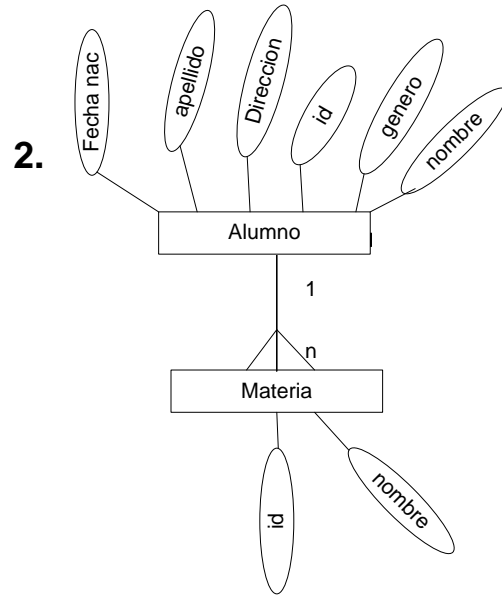 2.
Fecha nac
apellido
Direccion
id
genero
nombre
Alumno
1
n
Materia
id
nombre